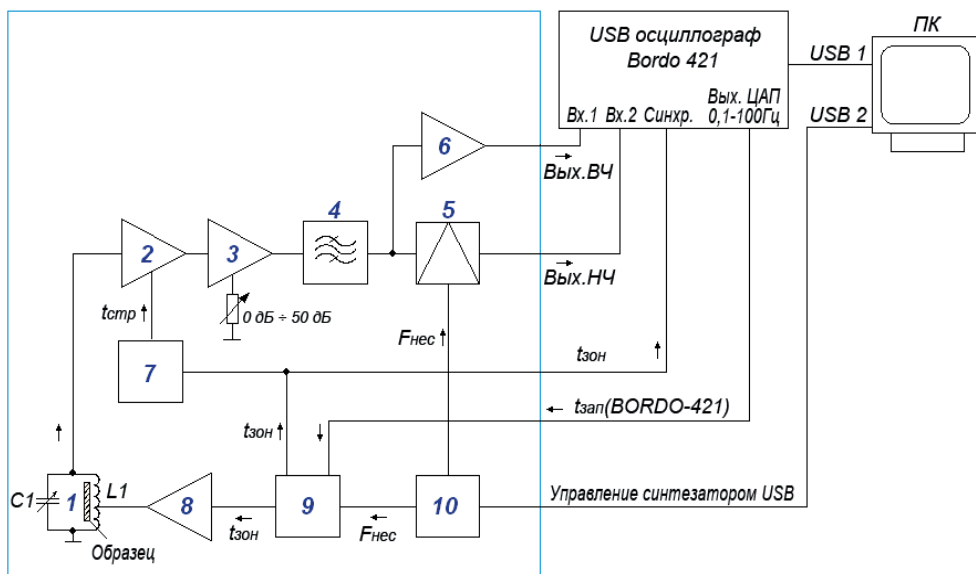 USB осциллограф
Bordo 421
Вх.1 Вх.2 Синхр. Вых. ЦАП 0,1-100Гц
ПК
USB 1
USB 2
6
Вых.ВЧ
4
5
2
3
Вых.НЧ
tстр
0 дБ ÷ 50 дБ
Fнес
7
tзон
tзап(BORDO-421)
tзон
C1
1
L1
8
9
10
Управление синтезатором USB
tзон
Fнес
Образец